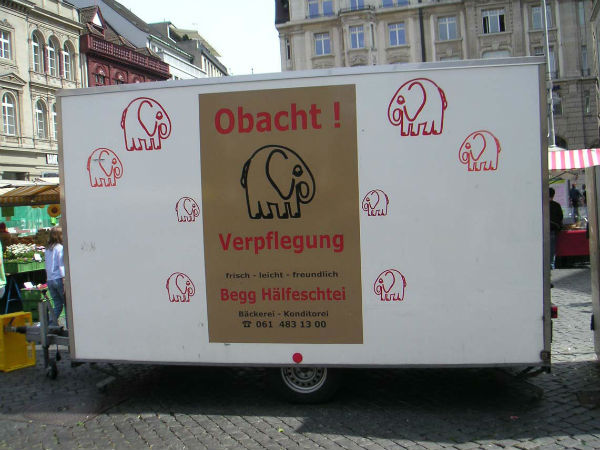 Obacht !
Verpflegung
frisch - leicht - freundlich
Begg Hälfeschtei
Bäckerei - Konditorei
☎ 061 483 13 00